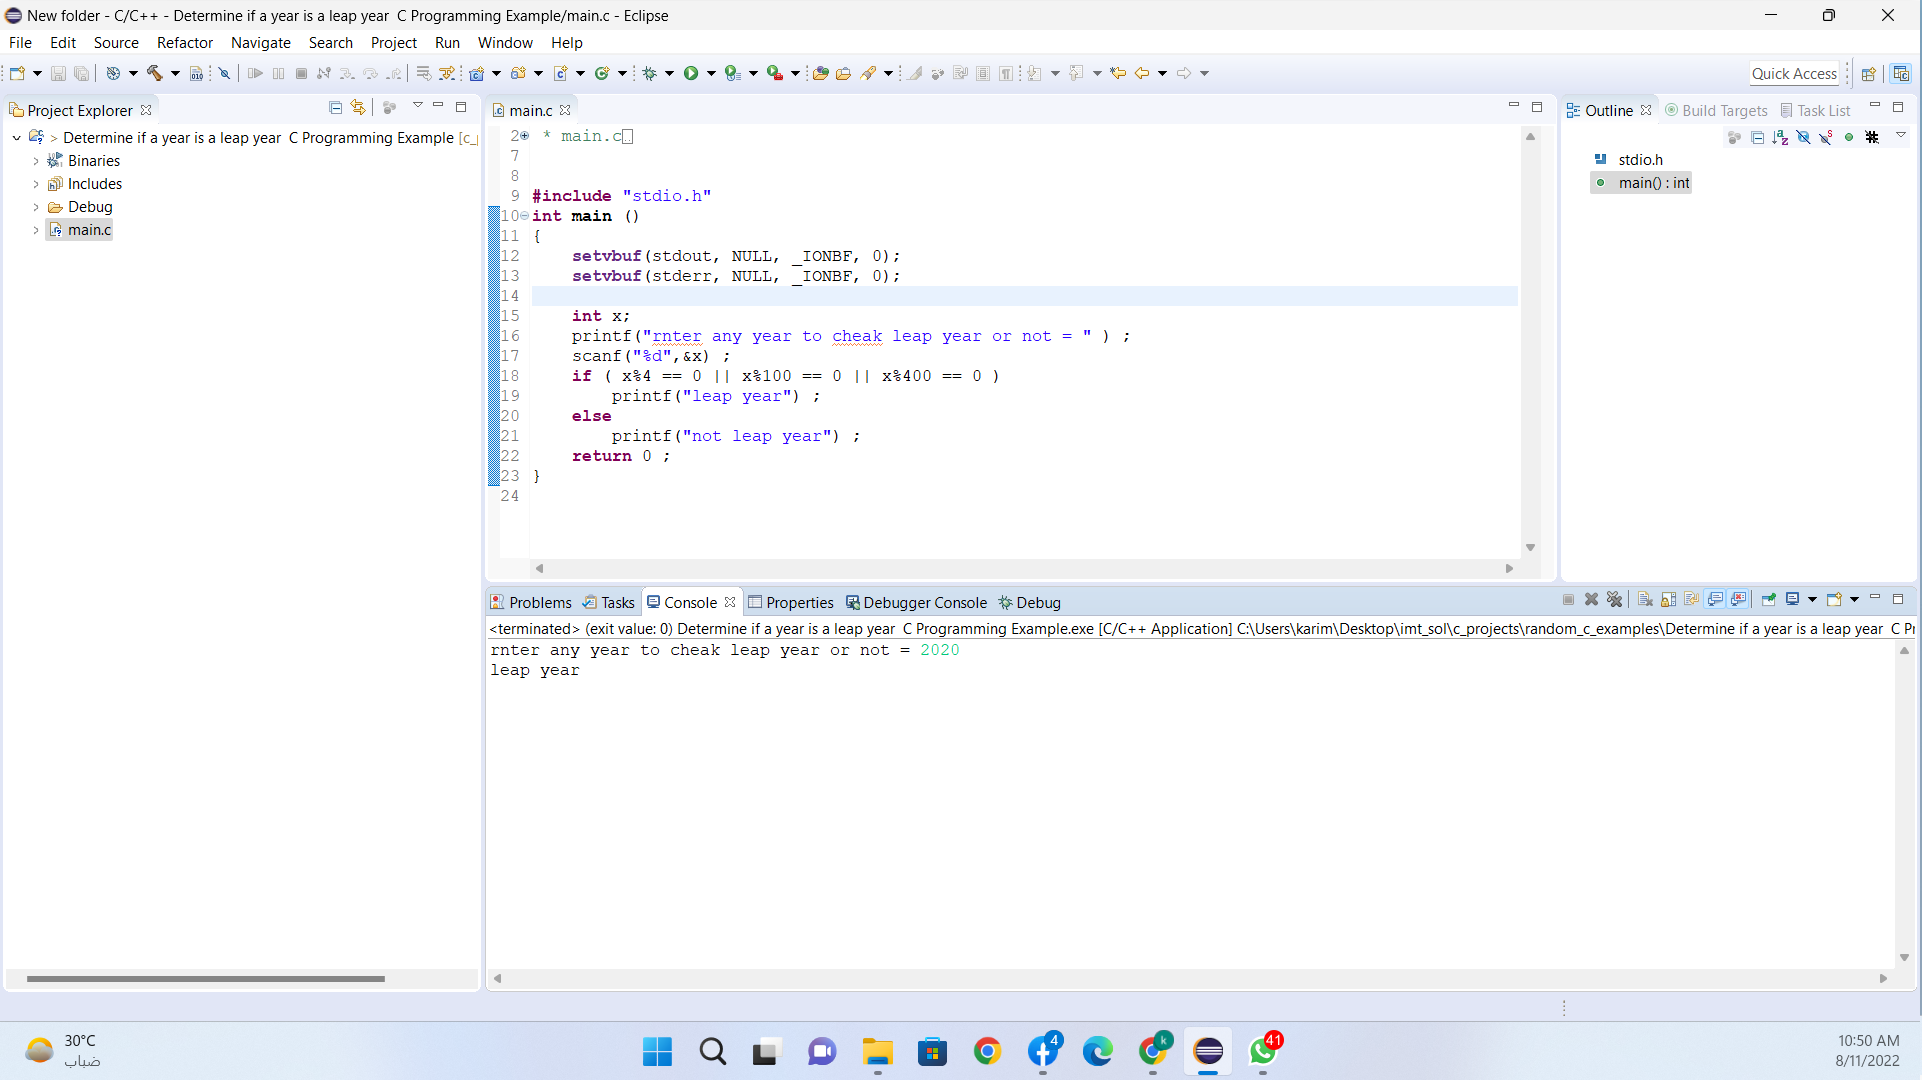 New folder - C/C++ - Determine if a year is a leap year  C Programming Example/main.c - Eclipse
File Edit Source Refactor Navigate Search Project Run Window Help
Quick Access
Project Explorer
> Determine if a year is a leap year  C Programming Example [c_
Binaries
Includes
Debug
main.c
main.c
2 * main.c
7
8
9 #include "stdio.h"
10 int main ()
11 {
12     setvbuf(stdout, NULL, _IONBF, 0);
13     setvbuf(stderr, NULL, _IONBF, 0);
14
15     int x;
16     printf("rnter any year to cheak leap year or not = " ) ;
17     scanf("%d",&x) ;
18     if ( x%4 == 0 || x%100 == 0 || x%400 == 0 )
19         printf("leap year") ;
20     else
21         printf("not leap year") ;
22     return 0 ;
23 }
24
Outline Build Targets Task List
stdio.h
main() : int
Problems Tasks Console Properties Debugger Console Debug
<terminated> (exit value: 0) Determine if a year is a leap year  C Programming Example.exe [C/C++ Application] C:\Users\karim\Desktop\imt_sol\c_projects\random_c_examples\Determine if a year is a leap year  C Pr
rnter any year to cheak leap year or not = 2020
leap year
30°C
ضباب
4
k
41
10:50 AM
8/11/2022